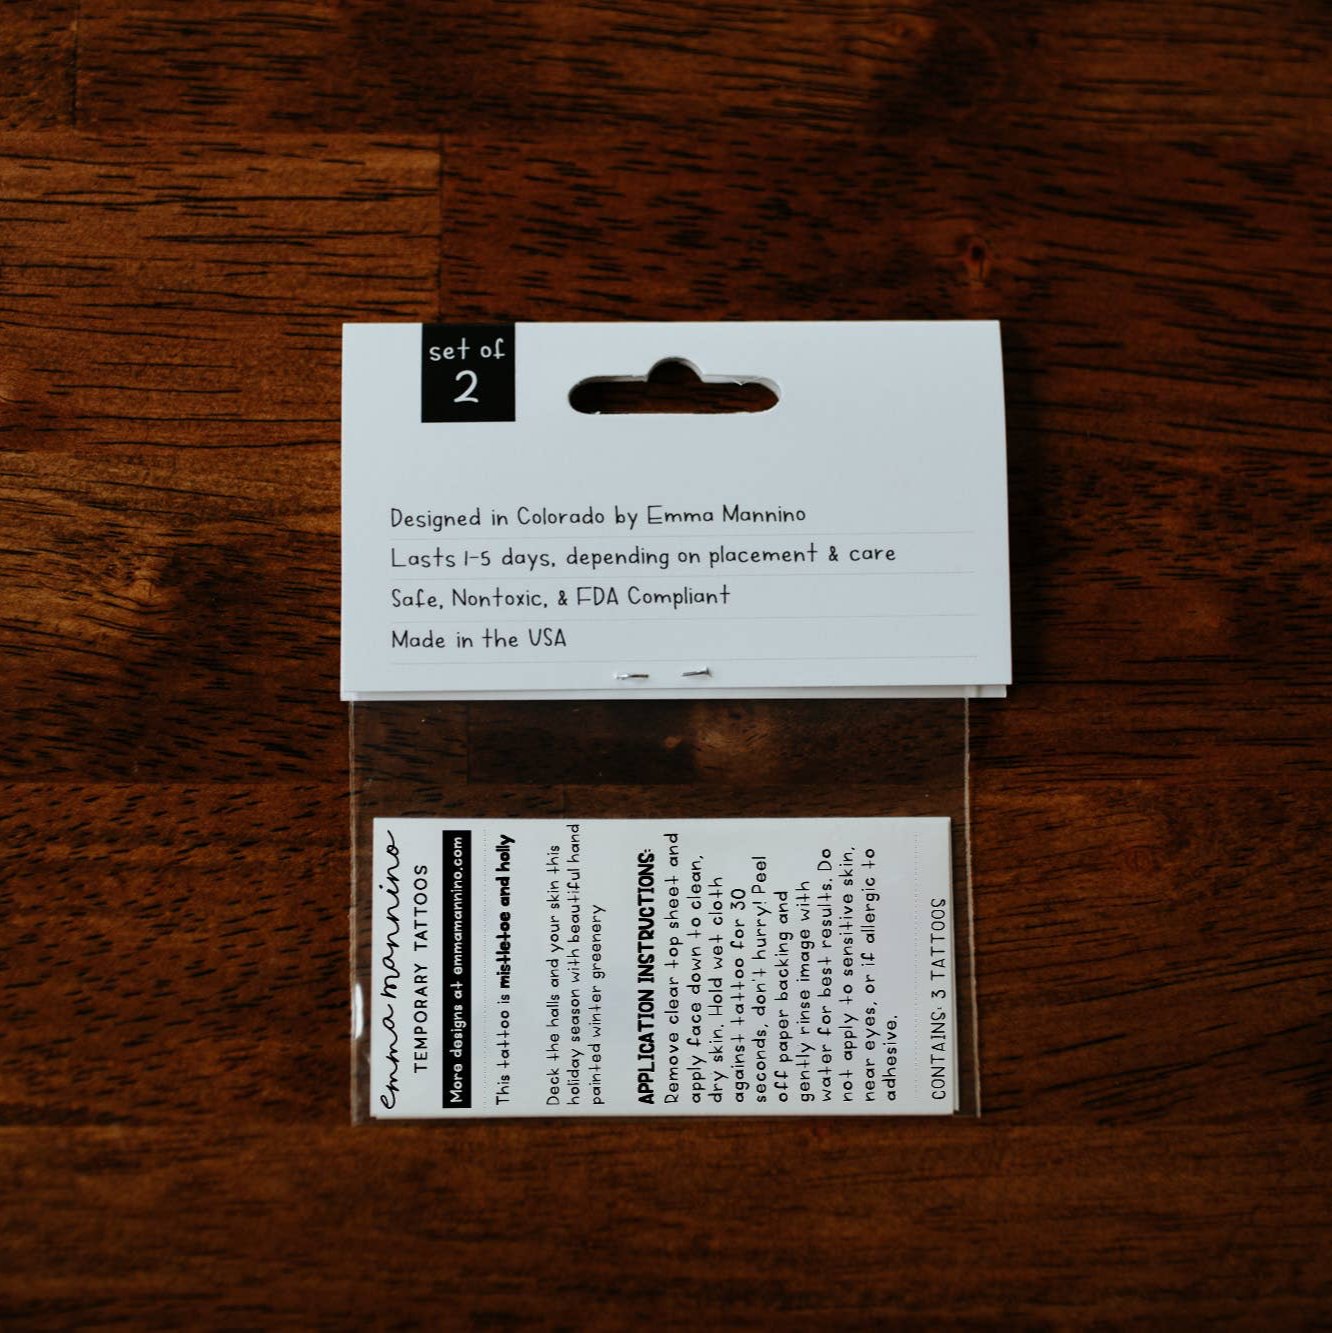 set of
2
Designed in Colorado by Emma Mannino
Lasts 1-5 days, depending on placement & care
Safe, Nontoxic, & FDA Compliant
Made in the USA
emma mannino
TEMPORARY TATTOOS
More designs at emmamannino.com
This tattoo is mistletoe and holly
Deck the halls and your skin this
holiday season with beautiful hand
painted winter greenery
APPLICATION INSTRUCTIONS:
Remove clear top sheet and
apply face down to clean,
dry skin. Hold wet cloth
against tattoo for 30
seconds, don't hurry! Peel
off paper backing and
gently rinse image with
water for best results. Do
not apply to sensitive skin,
near eyes, or if allergic to
adhesive.
CONTAINS: 3 TATTOOS